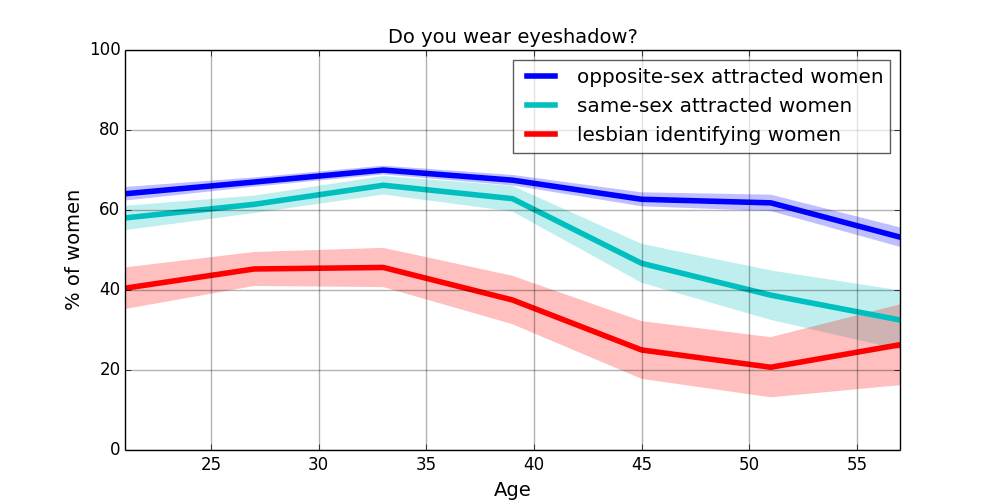 Do you wear eyeshadow?
100
80
60
40
20
0
% of women
opposite-sex attracted women
same-sex attracted women
lesbian identifying women
25 30 35 40 45 50 55
Age